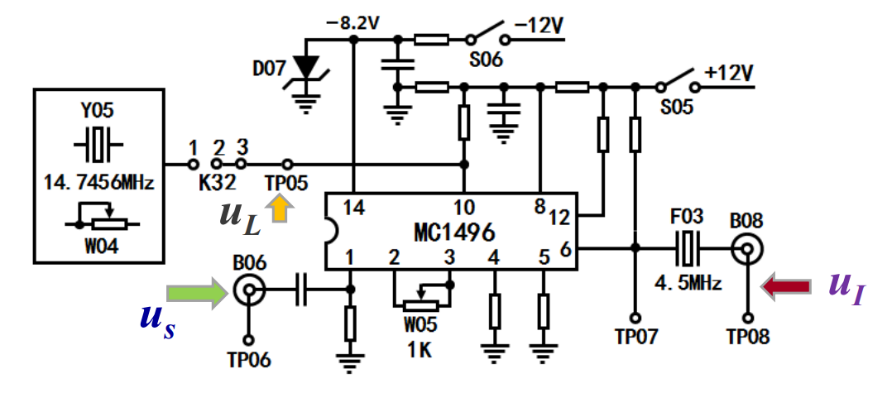 -8.2V
-12V
S06
D07
+12V
S05
Y05
14.7456MHz
W04
1 2 3
K32
TP05
u_L
14
10
8
12
MC1496
6
1
2
3
4
5
F03
4.5MHz
B08
u_I
B06
u_s
TP06
W05
1K
TP07
TP08